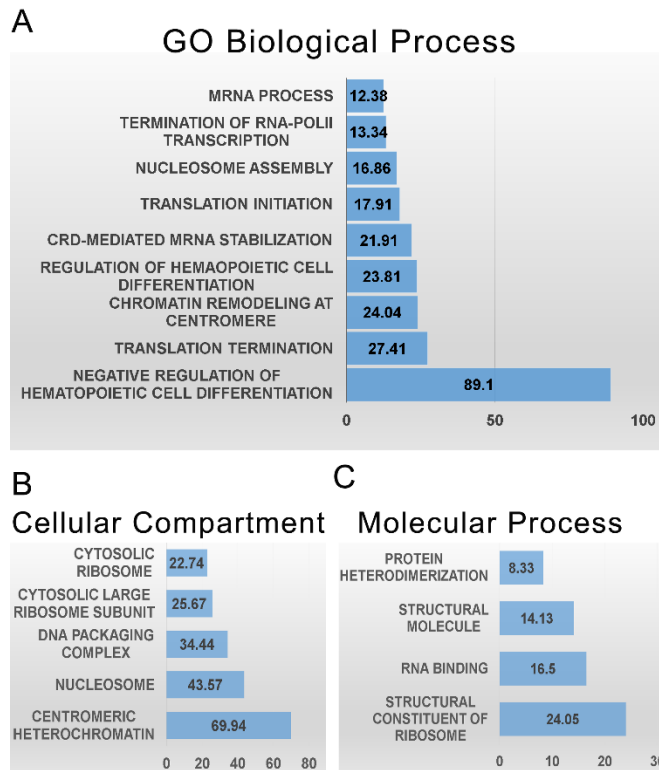 A
GO Biological Process
MRNA PROCESS
12.38
TERMINATION OF RNA-POLII
TRANSCRIPTION
13.34
NUCLEOSOME ASSEMBLY
16.86
TRANSLATION INITIATION
17.91
CRD-MEDIATED MRNA STABILIZATION
21.91
REGULATION OF HEMAOPOIETIC CELL
DIFFERENTIATION
23.81
CHROMATIN REMODELING AT
CENTROMERE
24.04
TRANSLATION TERMINATION
27.41
NEGATIVE REGULATION OF
HEMATOPOIETIC CELL DIFFERENTIATION
89.1
0 50 100
B
Cellular Compartment
CYTOSOLIC
RIBOSOME
22.74
CYTOSOLIC LARGE
RIBOSOME SUBUNIT
25.67
DNA PACKAGING
COMPLEX
34.44
NUCLEOSOME
43.57
CENTROMERIC
HETEROCHROMATIN
69.94
0 20 40 60 80
C
Molecular Process
PROTEIN
HETERODIMERIZATION
8.33
STRUCTURAL
MOLECULE
14.13
RNA BINDING
16.5
STRUCTURAL
CONSTITUENT OF
RIBOSOME
24.05
0 10 20 30